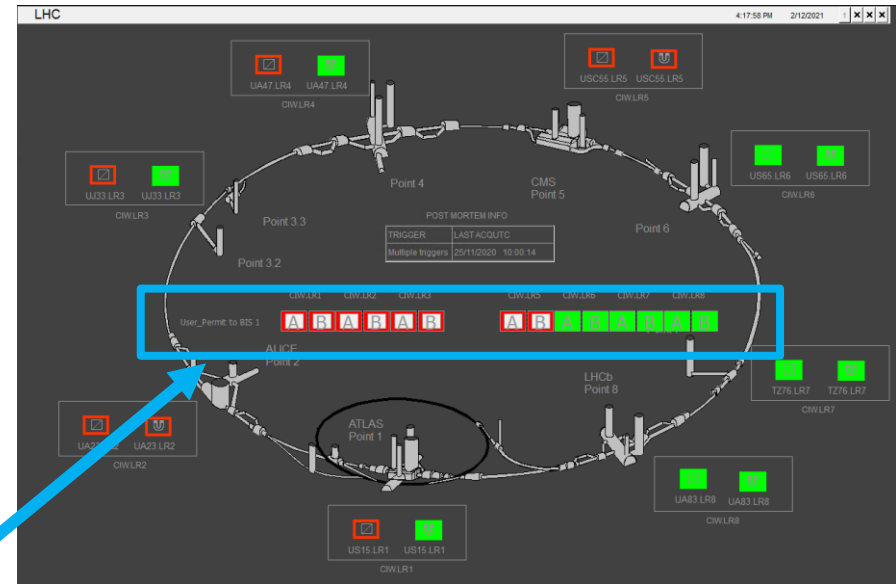 LHC 4:17:58 PM 2/12/2021
UA47.LR4 UA47.LR4
CIW.LR4
USC55.LR5 USC55.LR5
CIW.LR5
UJ33.LR3 UJ33.LR3
CIW.LR3
US65.LR6 US65.LR6
CIW.LR6
Point 4
CMS
Point 5
Point 3.3
Point 3.2
Point 6
POST MORTEM INFO
TRIGGER LAST ACQUTC
Multiple triggers 25/11/2020 10:00:14
CIW.LR1 CIW.LR2 CIW.LR3 CIW.LR5 CIW.LR6 CIW.LR7 CIW.LR8
User_Permit to BIS 1 A B A B A B A B A B A B A B
ALICE
Point 2
LHCb
Point 8
TZ76.LR7 TZ76.LR7
CIW.LR7
ATLAS
Point 1
UA23.LR2
CIW.LR2
UA83.LR8 UA83.LR8
CIW.LR8
US15.LR1 US15.LR1
CIW.LR1